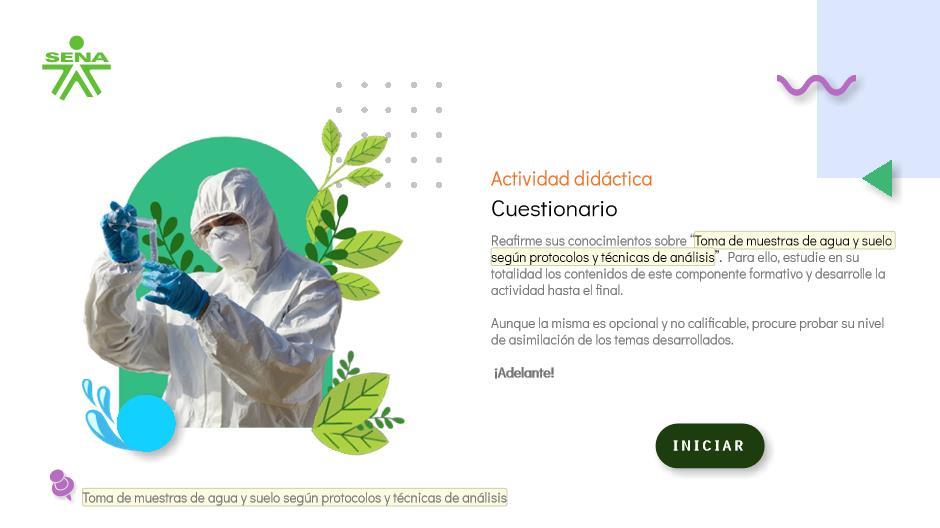 SENA
Actividad didáctica
Cuestionario
Reafirme sus conocimientos sobre “Toma de muestras de agua y suelo
según protocolos y técnicas de análisis”. Para ello, estudie en su
totalidad los contenidos de este componente formativo y desarrolle la
actividad hasta el final.
Aunque la misma es opcional y no calificable, procure probar su nivel
de asimilación de los temas desarrollados.
¡Adelante!
INICIAR
Toma de muestras de agua y suelo según protocolos y técnicas de análisis